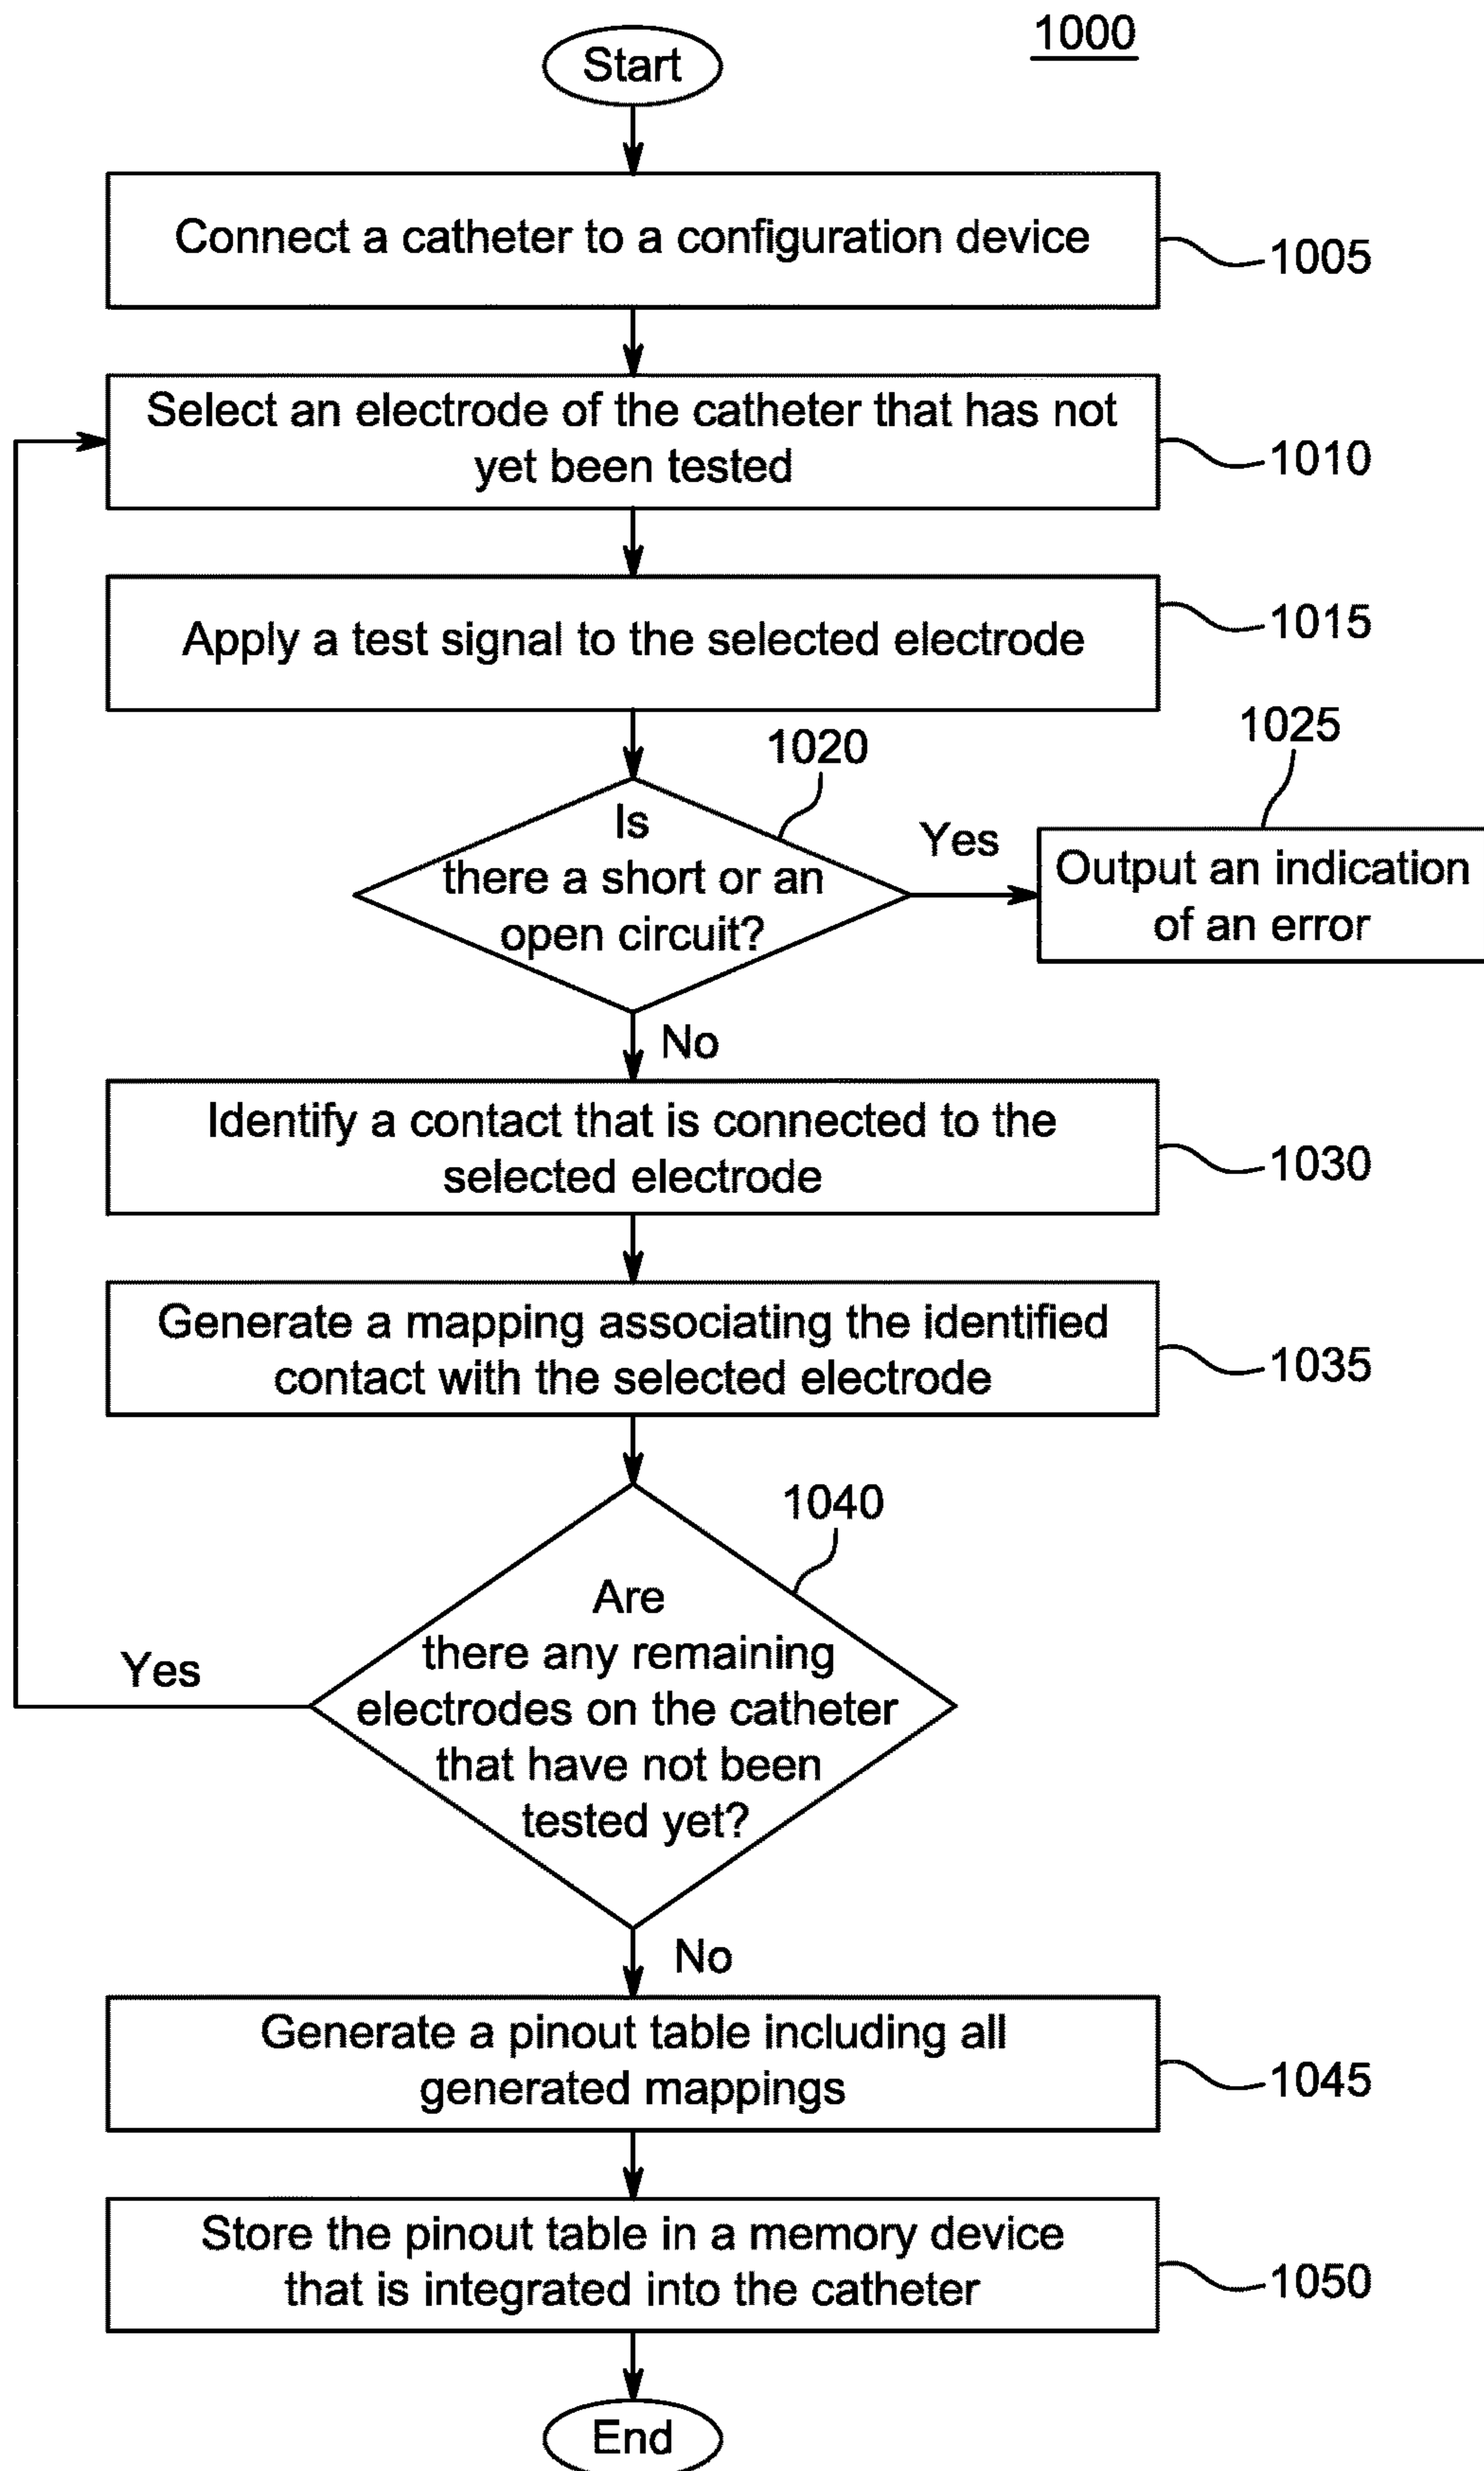 1000
Start
Connect a catheter to a configuration device
1005
Select an electrode of the catheter that has not
yet been tested
1010
Apply a test signal to the selected electrode
1015
1020
Is
there a short or an
open circuit?
Yes
1025
Output an indication
of an error
No
Identify a contact that is connected to the
selected electrode
1030
Generate a mapping associating the identified
contact with the selected electrode
1035
1040
Are
there any remaining
electrodes on the catheter
that have not been
tested yet?
Yes
No
Generate a pinout table including all
generated mappings
1045
Store the pinout table in a memory device
that is integrated into the catheter
1050
End